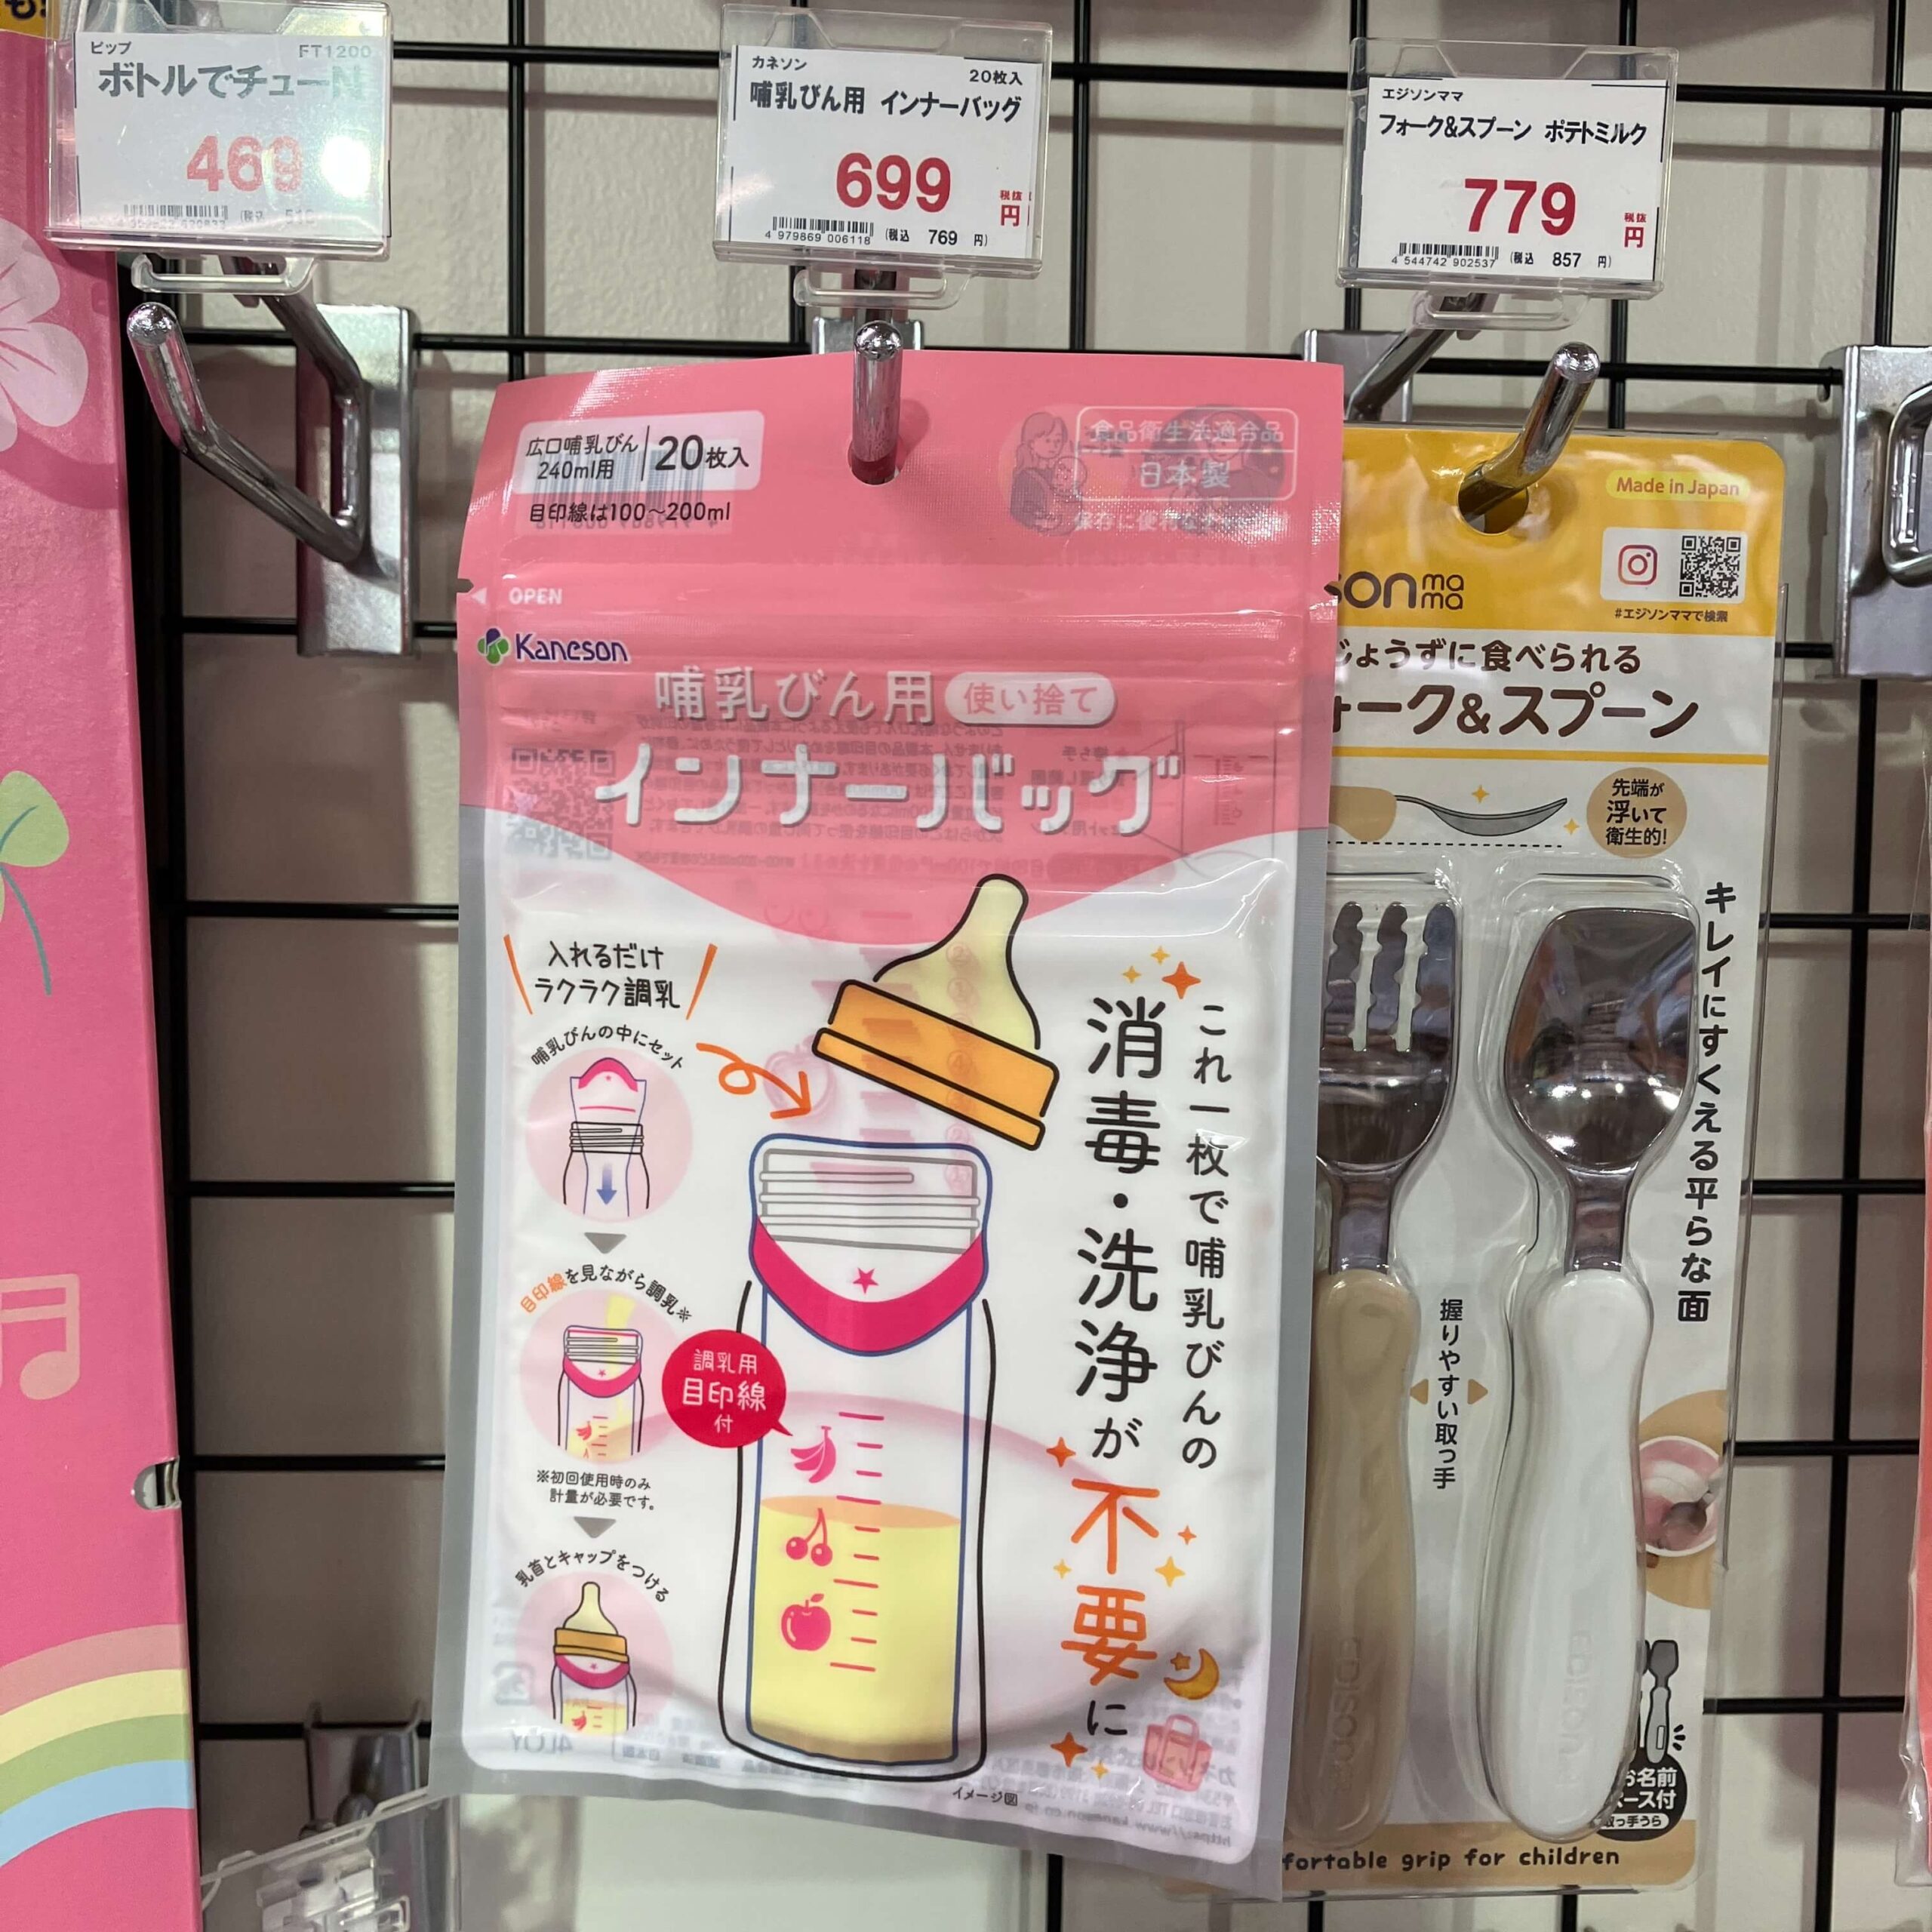 ピップ
FT1200
ボトルでチューN
469
カネソン
20枚入
哺乳びん用 インナーバッグ
699
税抜
円
4 979869 006118
(税込 769 円)
エジソンママ
フォーク&スプーン ポテトミルク
779
税抜
円
4 544742 902537
(税込 857 円)
広口哺乳びん
240ml用
20枚入
目印線は100～200ml
食品衛生法適合品
日本製
OPEN
Kaneson
哺乳びん用
使い捨て
インナーバッグ
入れるだけ
ラクラク調乳
哺乳びんの中にセット
目印線を見ながら調乳※
※初回使用時のみ
計量が必要です。
乳首とキャップをつける
調乳用
目印線
付
これ一枚で哺乳びんの
消毒・洗浄が
不要に
イメージ図
Made in Japan
ma
ma
#エジソンママで検索
じょうずに食べられる
ーク&スプーン
先端が
浮いて
衛生的!
キレイにすくえる平らな面
握りやすい取っ手
お名前
ース付
取っ手うら
fortable grip for children